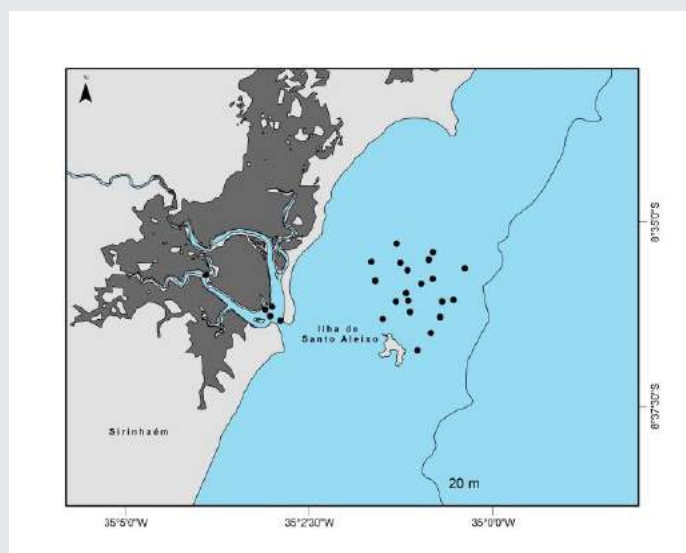 N
8°35'0"S
Ilha de
Santo Aleixo
Sirinhaém
8°37'30"S
20 m
35°5'0"W
35°2'30"W
35°0'0"W